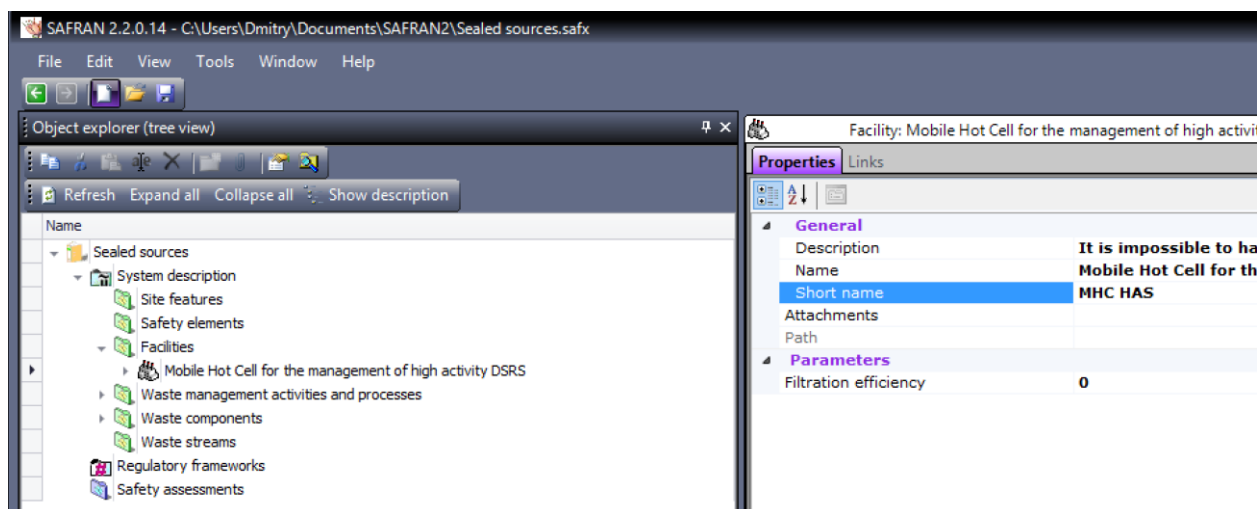 SAFRAN 2.2.0.14 - C:\Users\Dmitry\Documents\SAFRAN2\Sealed sources.safx
File Edit View Tools Window Help
Object explorer (tree view)
Refresh Expand all Collapse all Show description
Name
Sealed sources
System description
Site features
Safety elements
Facilities
Mobile Hot Cell for the management of high activity DSRS
Waste management activities and processes
Waste components
Waste streams
Regulatory frameworks
Safety assessments
Facility: Mobile Hot Cell for the management of high activit
Properties Links
General
Description It is impossible to ha
Name Mobile Hot Cell for th
Short name MHC HAS
Attachments
Path
Parameters
Filtration efficiency 0